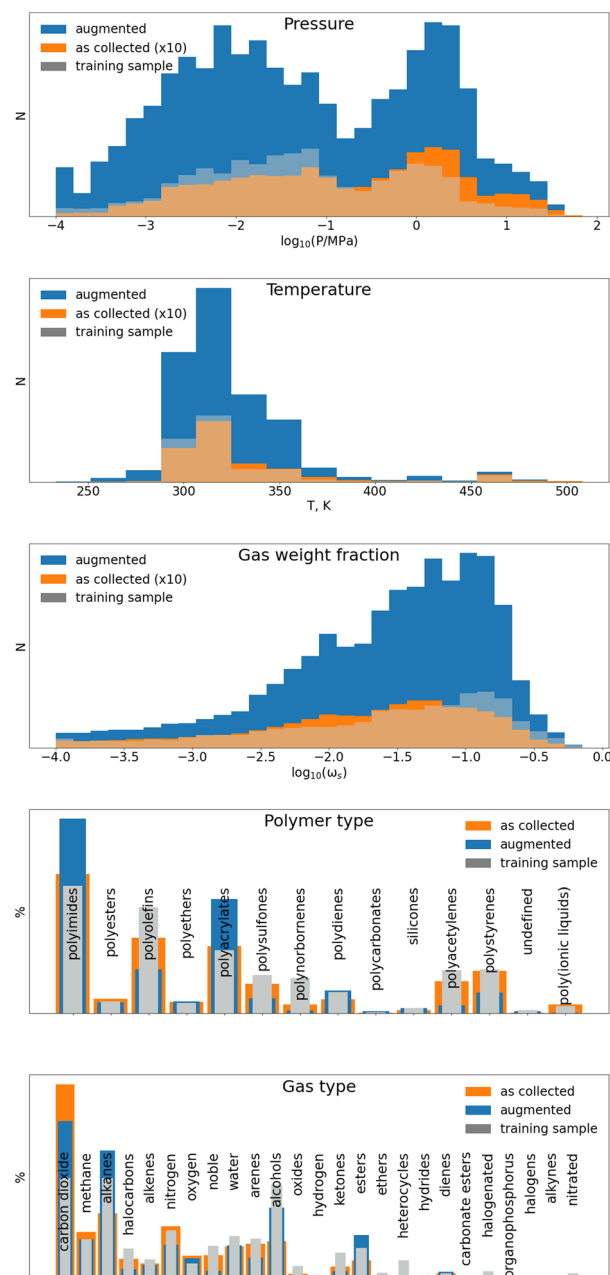 Pressure
augmented
as collected (x10)
training sample
N
−4 −3 −2 −1 0 1 2
log10(P/MPa)
Temperature
augmented
as collected (x10)
training sample
N
250 300 350 400 450 500
T, K
Gas weight fraction
augmented
as collected (x10)
training sample
N
−4.0 −3.5 −3.0 −2.5 −2.0 −1.5 −1.0 −0.5 0.0
log10(ωs)
Polymer type
as collected
augmented
training sample
%
polyimides
polyesters
polyolefins
polyethers
polyacrylates
polysulfones
polynorbornenes
polydienes
polycarbonates
silicones
polyacetylenes
polystyrenes
undefined
poly(ionic liquids)
Gas type
as collected
augmented
training sample
%
carbon dioxide
methane
alkanes
halocarbons
alkenes
nitrogen
oxygen
noble
water
arenes
alcohols
oxides
hydrogen
ketones
esters
ethers
heterocycles
hydrides
dienes
carbonate esters
halogenated
organophosphorus
halogens
alkynes
nitrated